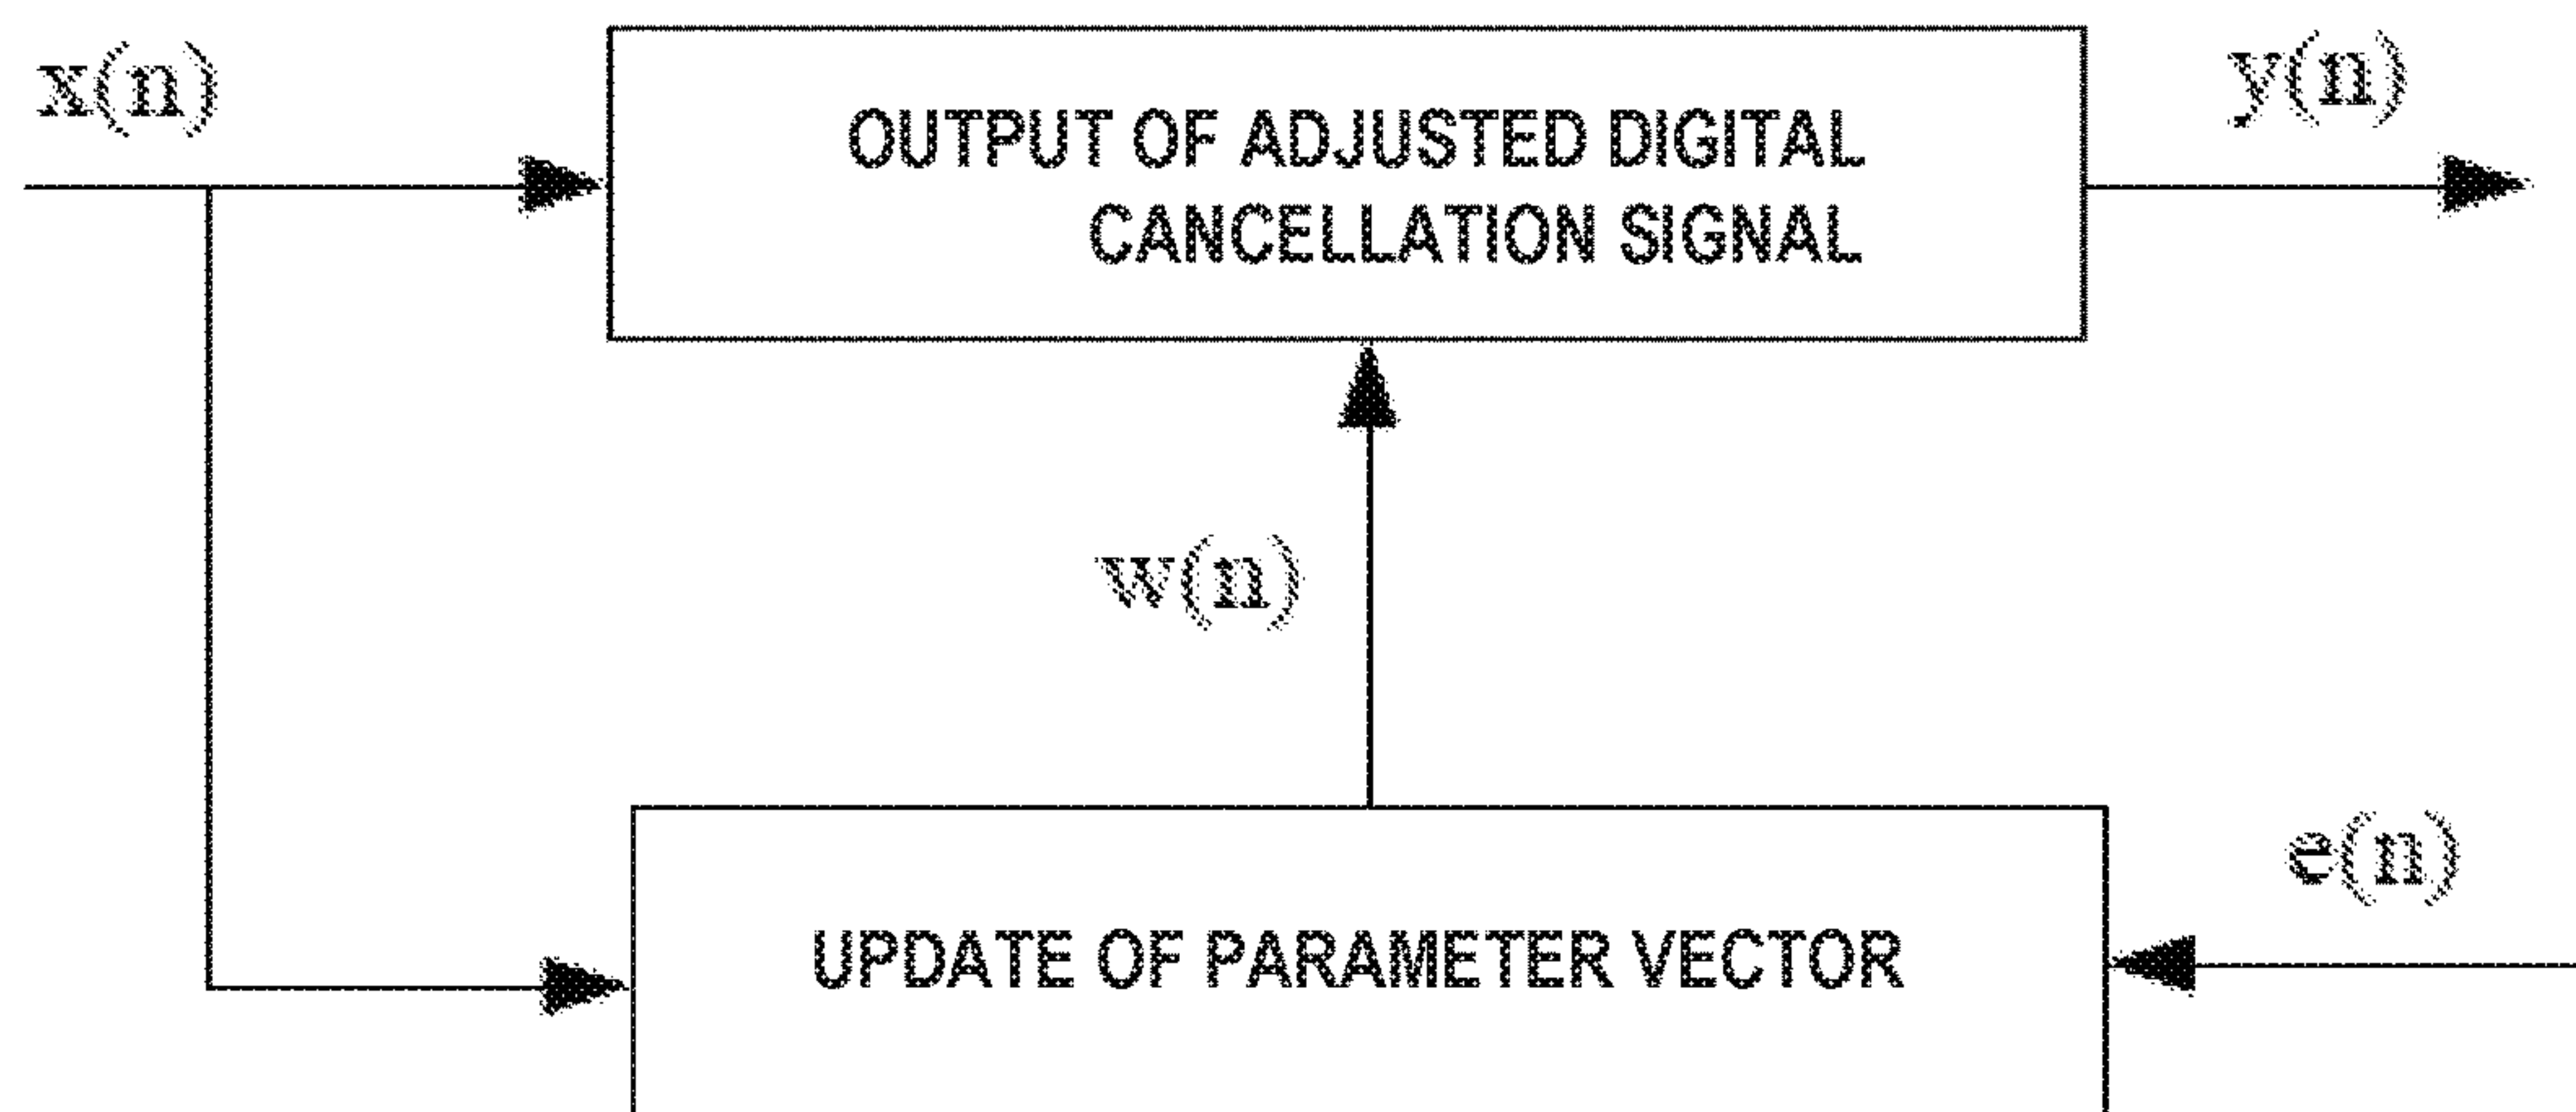 x(n)
OUTPUT OF ADJUSTED DIGITAL
CANCELLATION SIGNAL
y(n)
w(n)
e(n)
UPDATE OF PARAMETER VECTOR